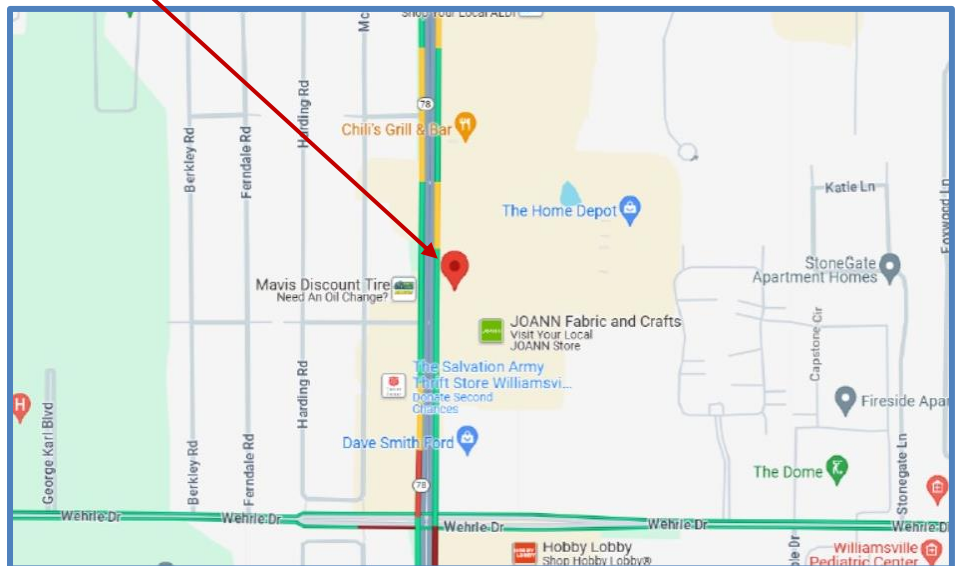 Shop Your Local ALDI
78
Chili's Grill & Bar
Harding Rd
Berkley Rd
Ferndale Rd
Katie Ln
Foxwood Ln
The Home Depot
StoneGate
Apartment Homes
Mavis Discount Tire
Need An Oil Change?
JOANN Fabric and Crafts
Visit Your Local
JOANN Store
Capstone Cir
The Salvation Army
Thrift Store Williamsvi...
Donate Second
Chances
Harding Rd
H
Fireside Apar
George Karl Blvd
Berkley Rd
Ferndale Rd
Dave Smith Ford
Stonegate Ln
The Dome
78
Wehrle Dr
Wehrle Dr
Wehrle Dr
Wehrle Dr
Wehrle D
Hobby Lobby
Shop Hobby Lobby®
Williamsville
Pediatric Center